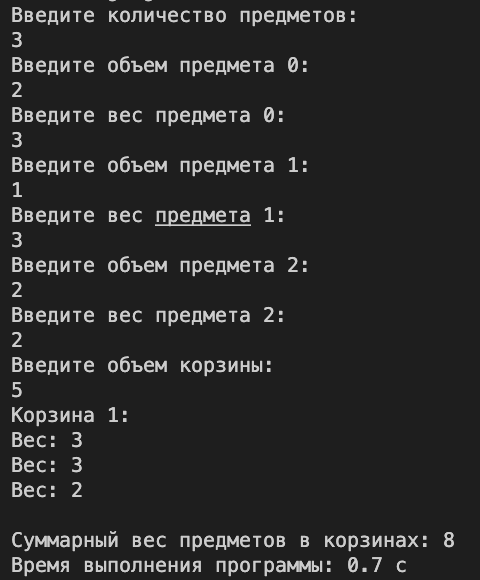 Введите количество предметов:
3
Введите объем предмета 0:
2
Введите вес предмета 0:
3
Введите объем предмета 1:
1
Введите вес предмета 1:
3
Введите объем предмета 2:
2
Введите вес предмета 2:
2
Введите объем корзины:
5
Корзина 1:
Вес: 3
Вес: 3
Вес: 2
Суммарный вес предметов в корзинах: 8
Время выполнения программы: 0.7 с